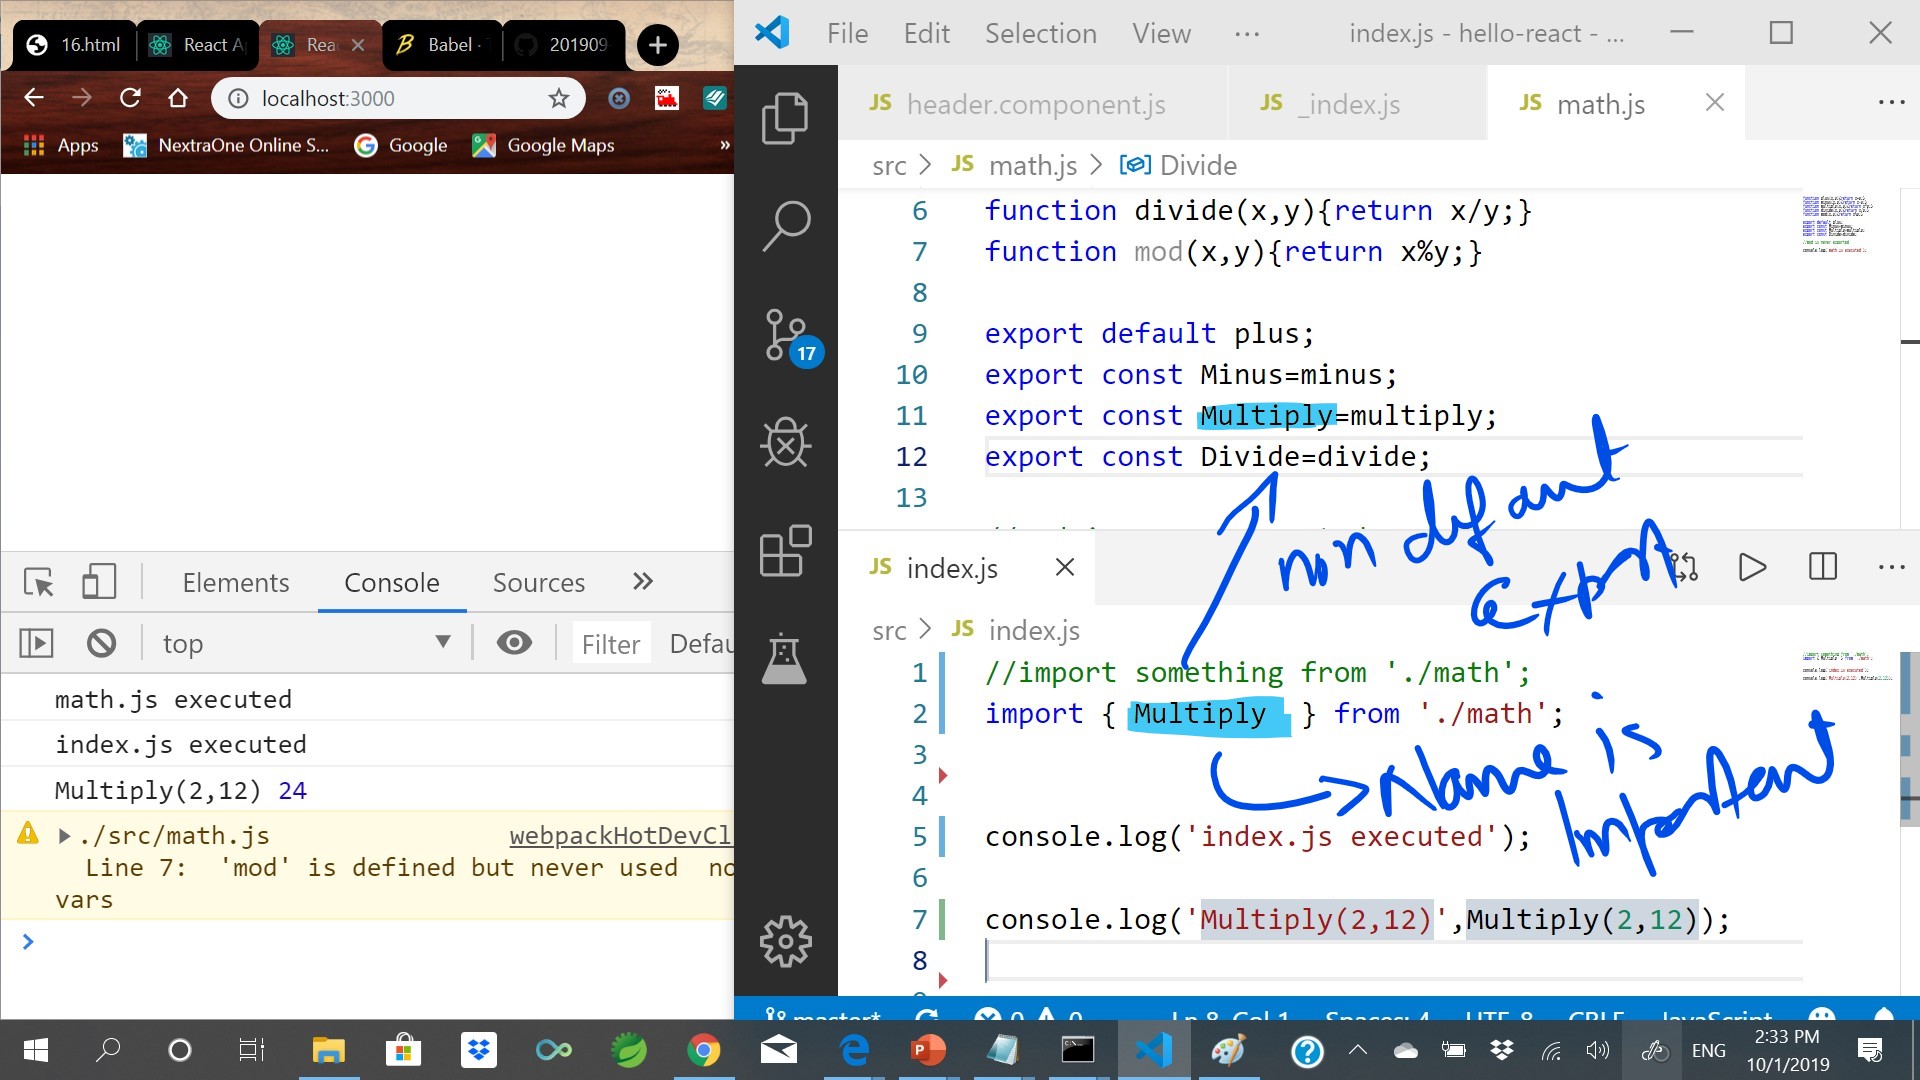 16.html
React A
Rea
Babel ·
201909
localhost:3000
Apps
NextraOne Online S...
Google
Google Maps
»
Elements
Console
Sources
top
Filter
Defau
math.js executed
index.js executed
Multiply(2,12) 24
./src/math.js
webpackHotDevCl
Line 7:  'mod' is defined but never used  no
vars
File Edit Selection View ···
index.js - hello-react - ...
17
JS header.component.js
JS _index.js
JS math.js
src > JS math.js > Divide
6 function divide(x,y){return x/y;}
7 function mod(x,y){return x%y;}
8
9 export default plus;
10 export const Minus=minus;
11 export const Multiply=multiply;
12 export const Divide=divide;
13
non default
export
JS index.js
src > JS index.js
1 //import something from './math';
2 import { Multiply } from './math';
3
4
5 console.log('index.js executed');
6
7 console.log('Multiply(2,12)',Multiply(2,12));
8
Name is
Important
master*
0 0
Ln 8, Col 1
Spaces: 4
UTF-8
CRLF
JavaScript
ENG
2:33 PM
10/1/2019